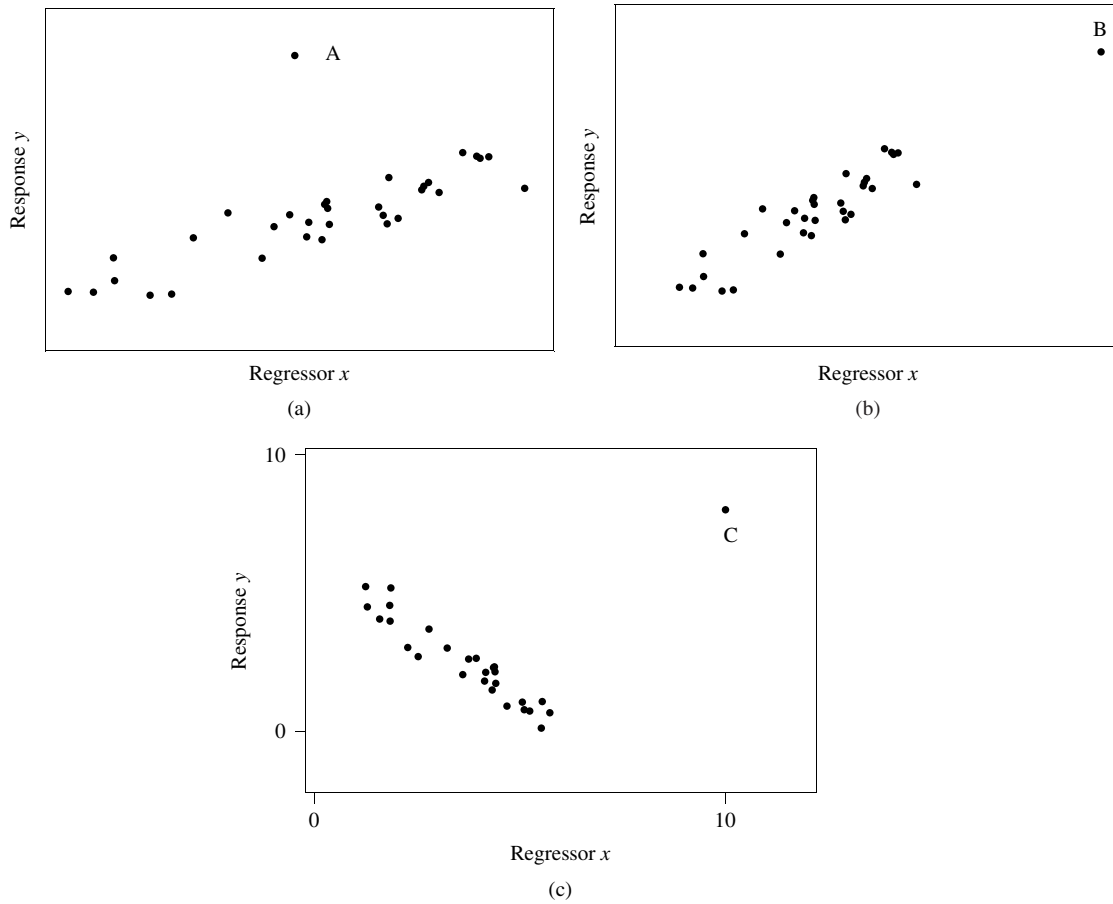 A
B
Response y
Response y
Regressor x
Regressor x
(a)
(b)
10
C
Response y
0
0
10
Regressor x
(c)